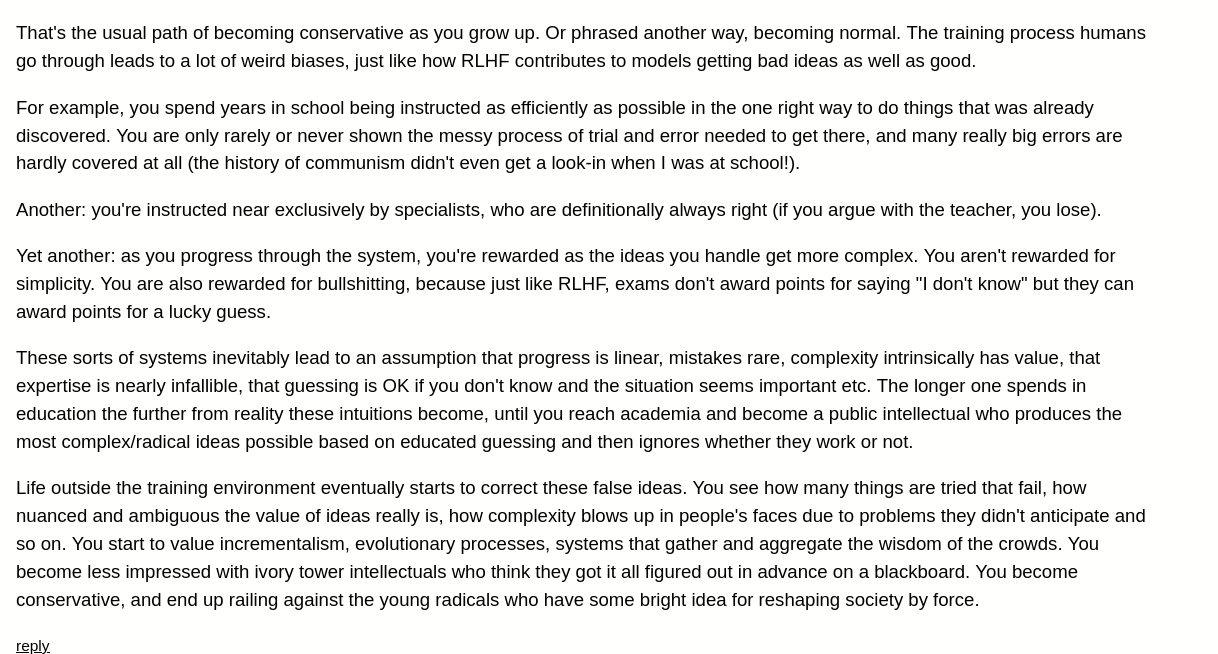 That's the usual path of becoming conservative as you grow up. Or phrased another way, becoming normal. The training process humans
go through leads to a lot of weird biases, just like how RLHF contributes to models getting bad ideas as well as good.
For example, you spend years in school being instructed as efficiently as possible in the one right way to do things that was already
discovered. You are only rarely or never shown the messy process of trial and error needed to get there, and many really big errors are
hardly covered at all (the history of communism didn't even get a look-in when I was at school!).
Another: you're instructed near exclusively by specialists, who are definitionally always right (if you argue with the teacher, you lose).
Yet another: as you progress through the system, you're rewarded as the ideas you handle get more complex. You aren't rewarded for
simplicity. You are also rewarded for bullshitting, because just like RLHF, exams don't award points for saying "I don't know" but they can
award points for a lucky guess.
These sorts of systems inevitably lead to an assumption that progress is linear, mistakes rare, complexity intrinsically has value, that
expertise is nearly infallible, that guessing is OK if you don't know and the situation seems important etc. The longer one spends in
education the further from reality these intuitions become, until you reach academia and become a public intellectual who produces the
most complex/radical ideas possible based on educated guessing and then ignores whether they work or not.
Life outside the training environment eventually starts to correct these false ideas. You see how many things are tried that fail, how
nuanced and ambiguous the value of ideas really is, how complexity blows up in people's faces due to problems they didn't anticipate and
so on. You start to value incrementalism, evolutionary processes, systems that gather and aggregate the wisdom of the crowds. You
become less impressed with ivory tower intellectuals who think they got it all figured out in advance on a blackboard. You become
conservative, and end up railing against the young radicals who have some bright idea for reshaping society by force.
reply